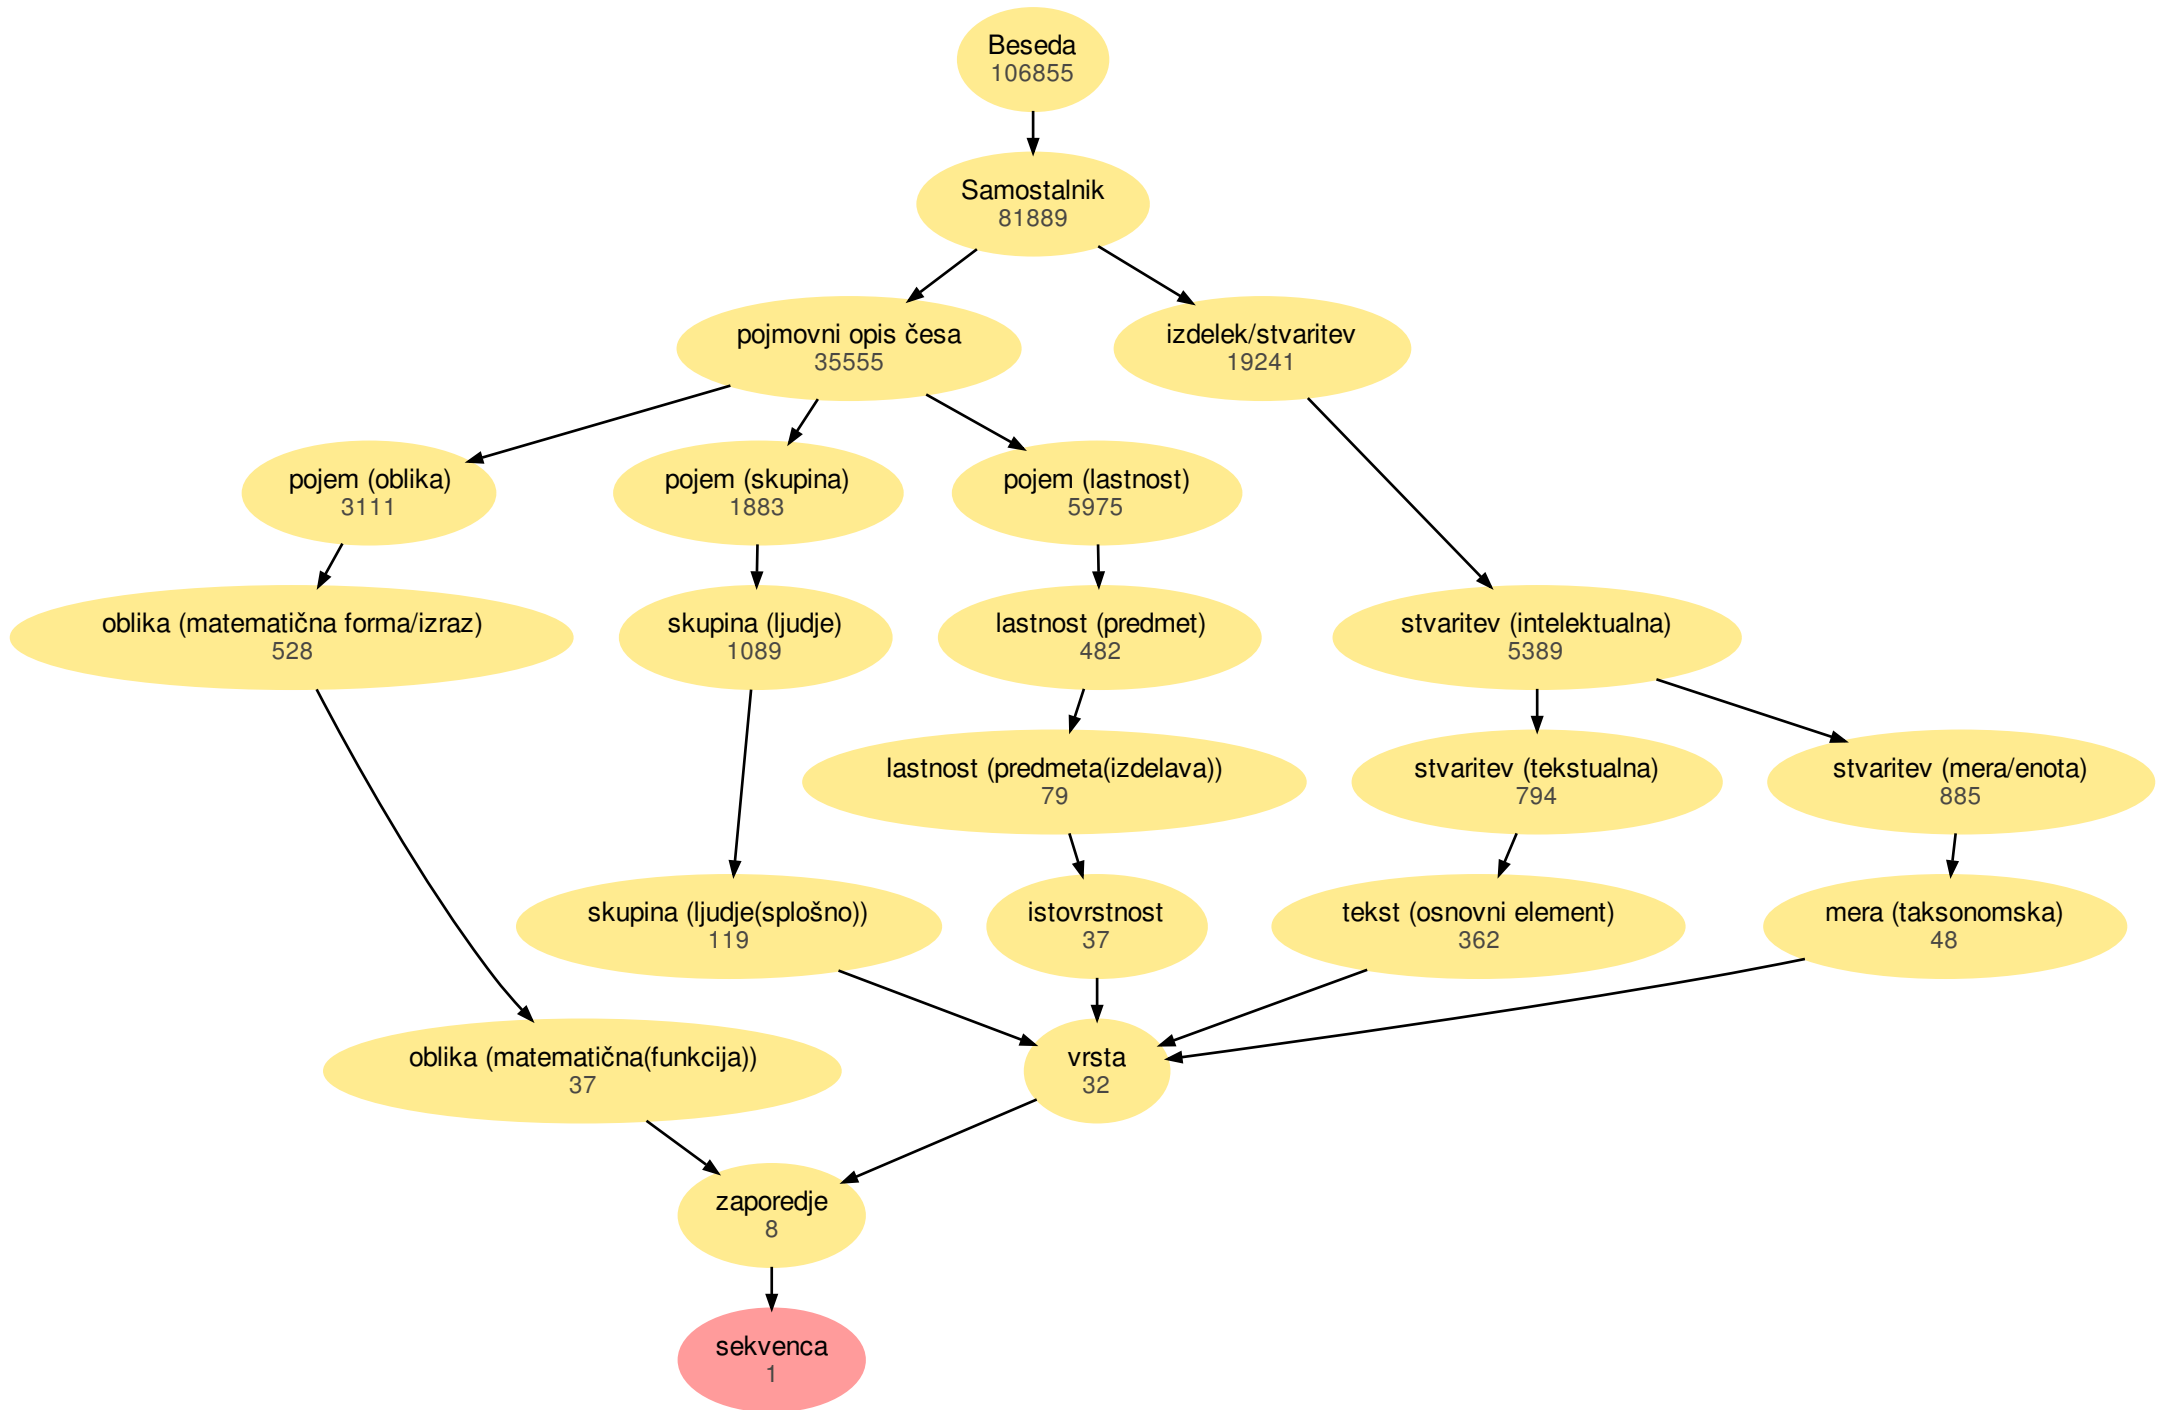 Beseda
106855
Samostalnik
81889
pojmovni opis česa
35555
izdelek/stvaritev
19241
pojem (oblika)
3111
pojem (skupina)
1883
pojem (lastnost)
5975
oblika (matematična forma/izraz)
528
skupina (ljudje)
1089
lastnost (predmet)
482
stvaritev (intelektualna)
5389
lastnost (predmeta(izdelava))
79
stvaritev (tekstualna)
794
stvaritev (mera/enota)
885
skupina (ljudje(splošno))
119
istovrstnost
37
tekst (osnovni element)
362
mera (taksonomska)
48
oblika (matematična(funkcija))
37
vrsta
32
zaporedje
8
sekvenca
1